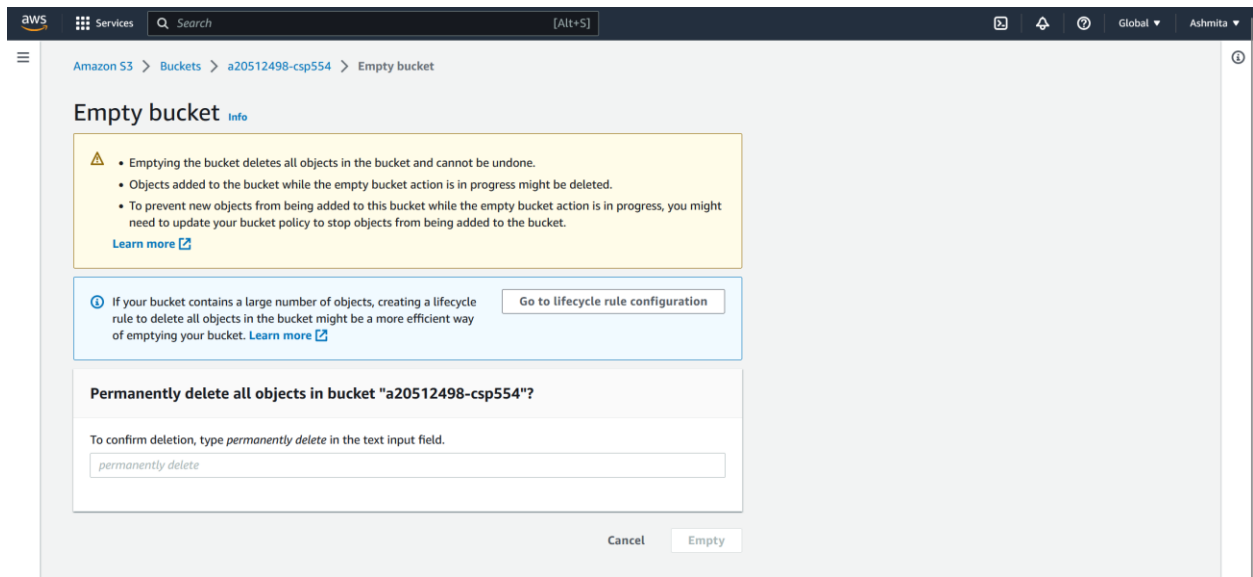 aws Services Search [Alt+S] Global Ashmita
Amazon S3 > Buckets > a20512498-csp554 > Empty bucket
Empty bucket Info
• Emptying the bucket deletes all objects in the bucket and cannot be undone.
• Objects added to the bucket while the empty bucket action is in progress might be deleted.
• To prevent new objects from being added to this bucket while the empty bucket action is in progress, you might
need to update your bucket policy to stop objects from being added to the bucket.
Learn more
If your bucket contains a large number of objects, creating a lifecycle
rule to delete all objects in the bucket might be a more efficient way
of emptying your bucket. Learn more
Go to lifecycle rule configuration
Permanently delete all objects in bucket "a20512498-csp554"?
To confirm deletion, type permanently delete in the text input field.
permanently delete
Cancel Empty